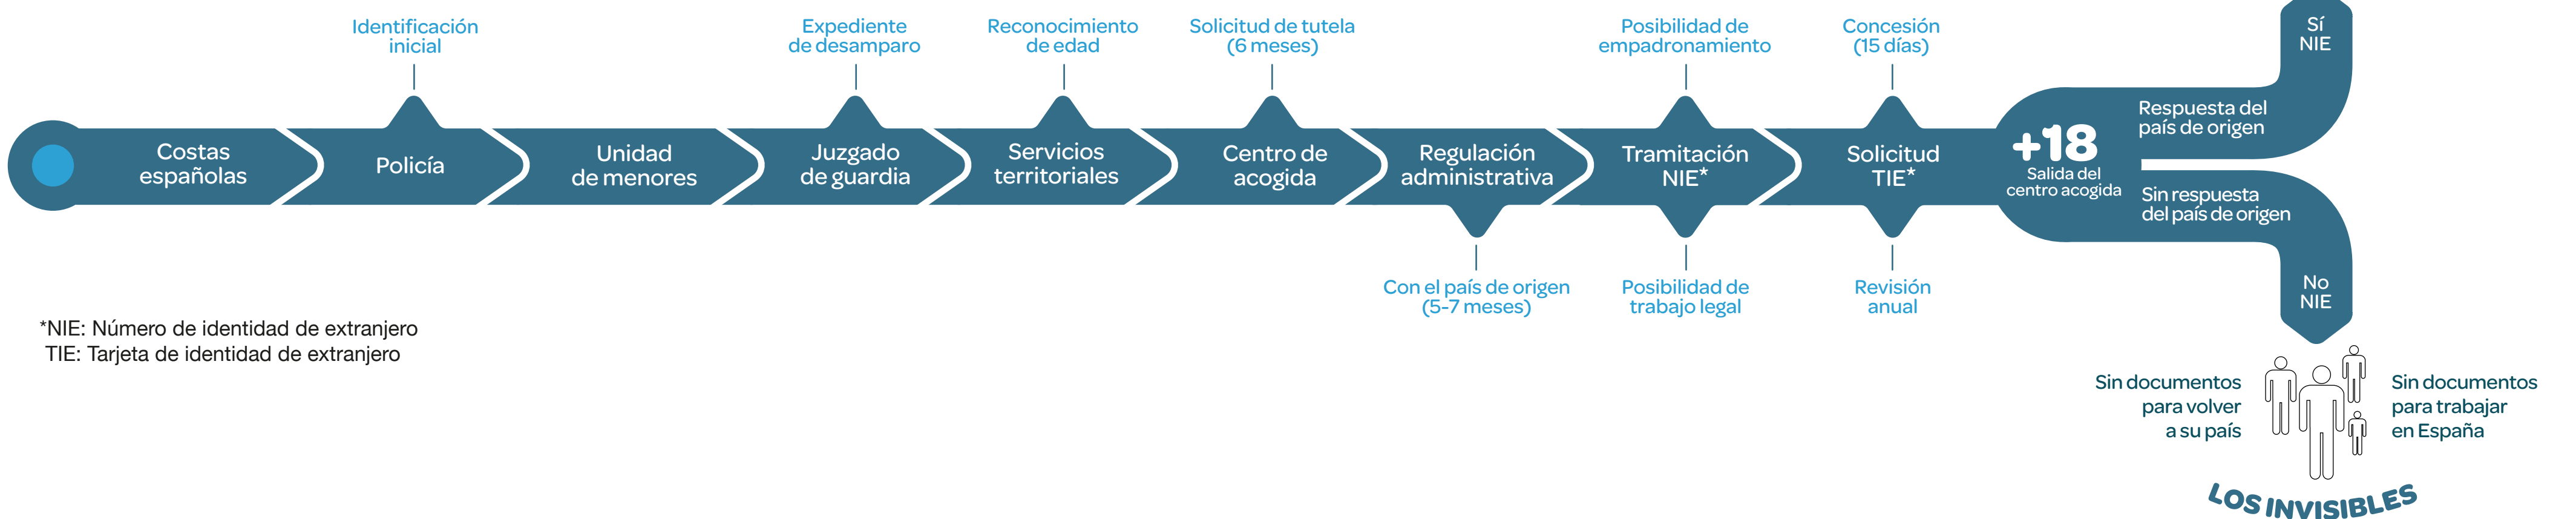 Identificación
inicial
Expediente
de desamparo
Reconocimiento
de edad
Solicitud de tutela
(6 meses)
Posibilidad de
empadronamiento
Concesión
(15 días)
Sí
NIE
Costas
españolas
Policía
Unidad
de menores
Juzgado
de guardia
Servicios
territoriales
Centro de
acogida
Regulación
administrativa
Tramitación
NIE*
Solicitud
TIE*
+18
Salida del
centro acogida
Respuesta del
país de origen
Sin respuesta
del país de origen
Con el país de origen
(5-7 meses)
Posibilidad de
trabajo legal
Revisión
anual
No
NIE
*NIE: Número de identidad de extranjero
TIE: Tarjeta de identidad de extranjero
Sin documentos
para volver
a su país
Sin documentos
para trabajar
en España
LOS INVISIBLES